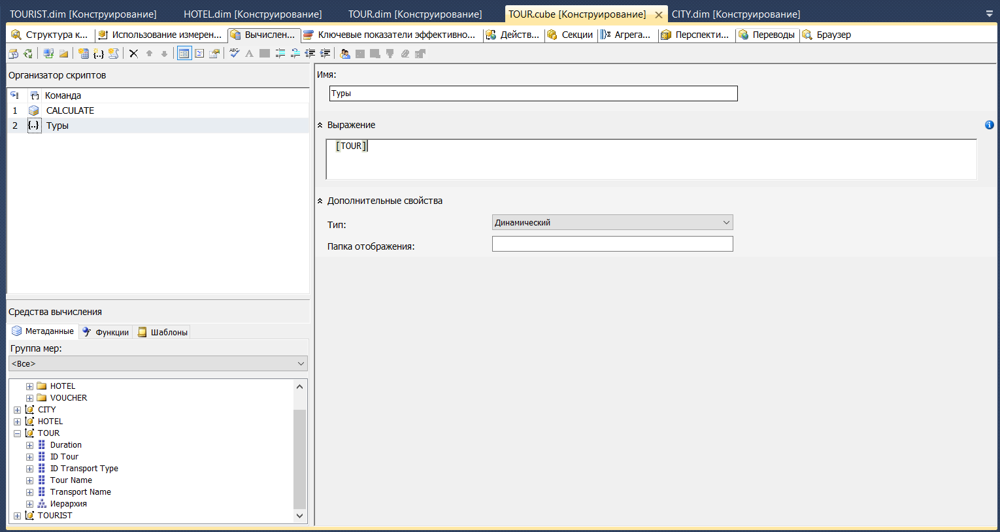 TOURIST.dim [Конструирование] HOTEL.dim [Конструирование] TOUR.dim [Конструирование] TOUR.cube [Конструирование] CITY.dim [Конструирование]
Структура к... Использование измерен... Вычислен... Ключевые показатели эффективно... Действ... Секции Агрега... Перспекти... Переводы Браузер
Организатор скриптов
Команда
1 CALCULATE
2 Туры
Средства вычисления
Метаданные Функции Шаблоны
Группа мер:
<Все>
HOTEL
VOUCHER
CITY
HOTEL
TOUR
Duration
ID Tour
ID Transport Type
Tour Name
Transport Name
Иерархия
TOURIST
Имя:
Туры
Выражение
[TOUR]
Дополнительные свойства
Тип: Динамический
Папка отображения: